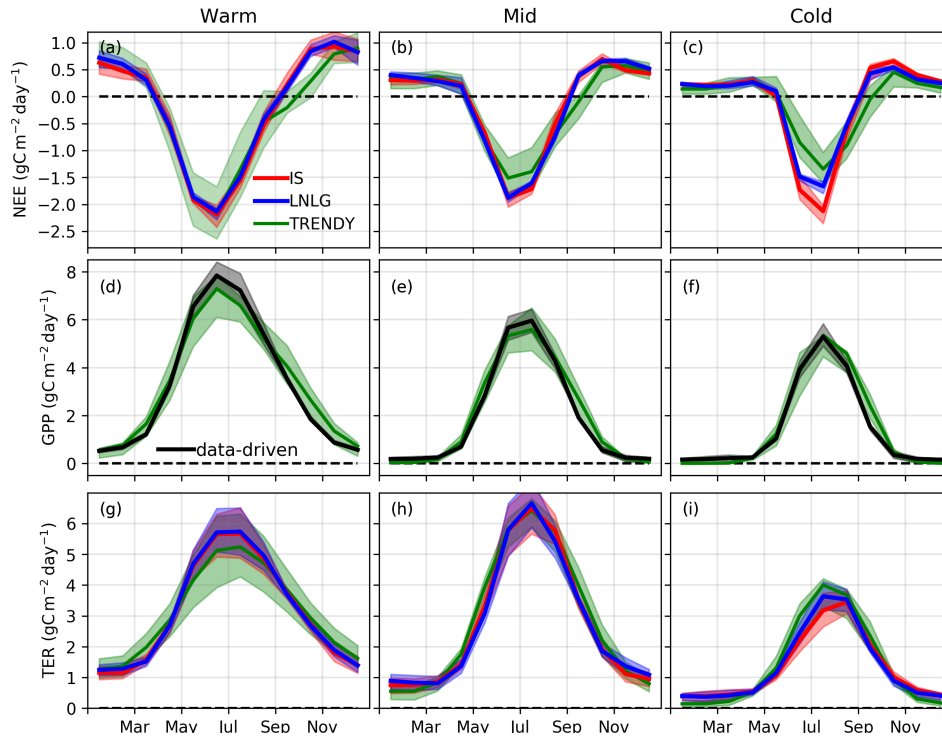 Warm Mid Cold
(a) (b) (c)
NEE (gC m−2 day−1)
1.0
0.5
0.0
−0.5
−1.0
−1.5
−2.0
−2.5
IS
LNLG
TRENDY
(d) (e) (f)
GPP (gC m−2 day−1)
8
6
4
2
0
data-driven
(g) (h) (i)
TER (gC m−2 day−1)
6
5
4
3
2
1
0
Mar May Jul Sep Nov Mar May Jul Sep Nov Mar May Jul Sep Nov